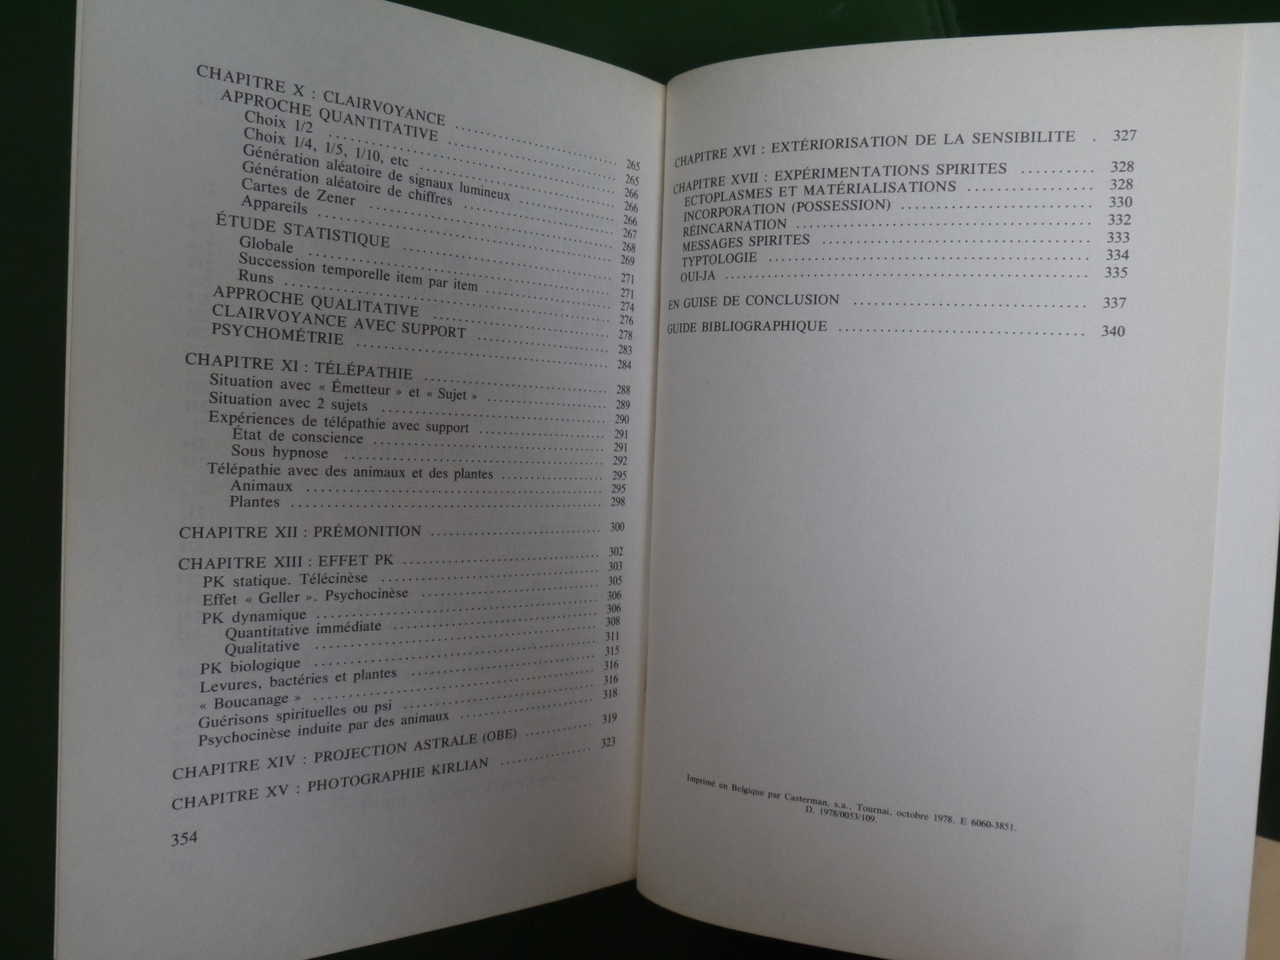 CHAPITRE X : CLAIRVOYANCE .................... 265
APPROCHE QUANTITATIVE .................... 265
Choix 1/2 .................... 266
Choix 1/4, 1/5, 1/10, etc .................... 266
Génération aléatoire de signaux lumineux .................... 266
Génération aléatoire de chiffres .................... 267
Cartes de Zener .................... 268
Appareils .................... 269
ÉTUDE STATISTIQUE .................... 271
Globale .................... 271
Succession temporelle item par item .................... 274
Runs .................... 276
APPROCHE QUALITATIVE .................... 278
CLAIRVOYANCE AVEC SUPPORT .................... 283
PSYCHOMÉTRIE .................... 284
CHAPITRE XI : TÉLÉPATHIE .................... 288
Situation avec « Émetteur » et « Sujet » .................... 289
Situation avec 2 sujets .................... 290
Expériences de télépathie avec support .................... 291
État de conscience .................... 291
Sous hypnose .................... 292
Télépathie avec des animaux et des plantes .................... 295
Animaux .................... 295
Plantes .................... 298
CHAPITRE XII : PRÉMONITION .................... 300
CHAPITRE XIII : EFFET PK .................... 302
PK statique. Télécinèse .................... 303
Effet « Geller ». Psychocinèse .................... 305
PK dynamique .................... 306
Quantitative immédiate .................... 306
Qualitative .................... 308
PK biologique .................... 311
Levures, bactéries et plantes .................... 315
« Boucanage » .................... 316
Guérisons spirituelles ou psi .................... 316
Psychocinèse induite par des animaux .................... 318
CHAPITRE XIV : PROJECTION ASTRALE (OBE) .................... 319
CHAPITRE XV : PHOTOGRAPHIE KIRLIAN .................... 323
354
CHAPITRE XVI : EXTÉRIORISATION DE LA SENSIBILITE . 327
CHAPITRE XVII : EXPÉRIMENTATIONS SPIRITES .......... 328
ECTOPLASMES ET MATÉRIALISATIONS .................... 328
INCORPORATION (POSSESSION) .................... 330
RÉINCARNATION .................... 332
MESSAGES SPIRITES .................... 333
TYPTOLOGIE .................... 334
OUI-JA .................... 335
EN GUISE DE CONCLUSION .................... 337
GUIDE BIBLIOGRAPHIQUE .................... 340
Imprimé en Belgique par Casterman, s.a., Tournai, octobre 1978. E 6060-3851.
D. 1978/0053/109.